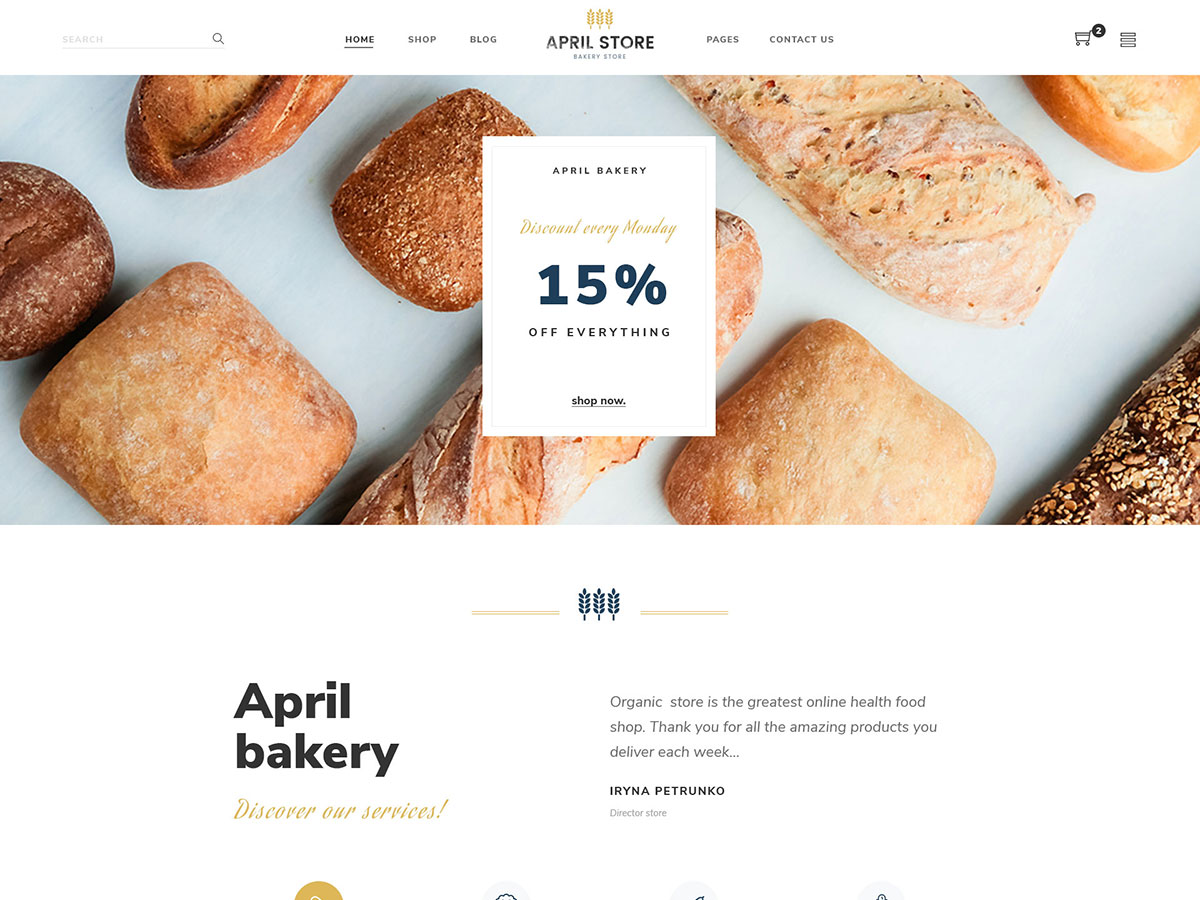 SEARCH
HOME
SHOP
BLOG
APRIL STORE
BAKERY STORE
PAGES
CONTACT US
2
APRIL BAKERY
Discount every Monday
15%
OFF EVERYTHING
shop now.
April
bakery
Discover our services!
Organic store is the greatest online health food
shop. Thank you for all the amazing products you
deliver each week...
IRYNA PETRUNKO
Director store